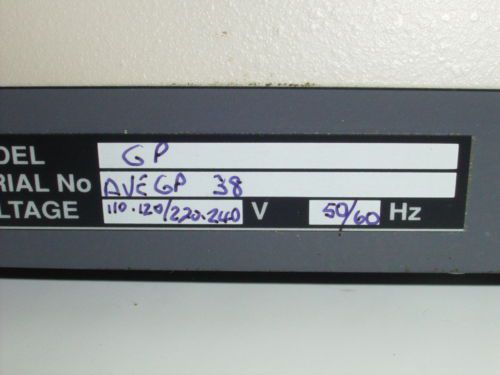 DEL GP
RIAL No AVEGP 38
LTAGE 110.120/220.240 V 50/60 Hz